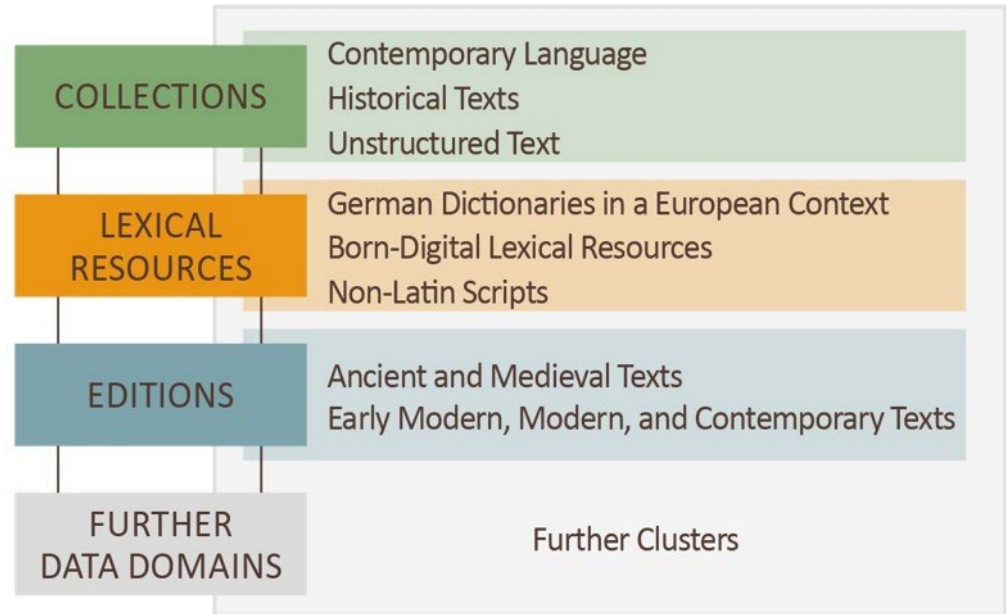 COLLECTIONS
Contemporary Language
Historical Texts
Unstructured Text
LEXICAL
RESOURCES
German Dictionaries in a European Context
Born-Digital Lexical Resources
Non-Latin Scripts
EDITIONS
Ancient and Medieval Texts
Early Modern, Modern, and Contemporary Texts
FURTHER
DATA DOMAINS
Further Clusters